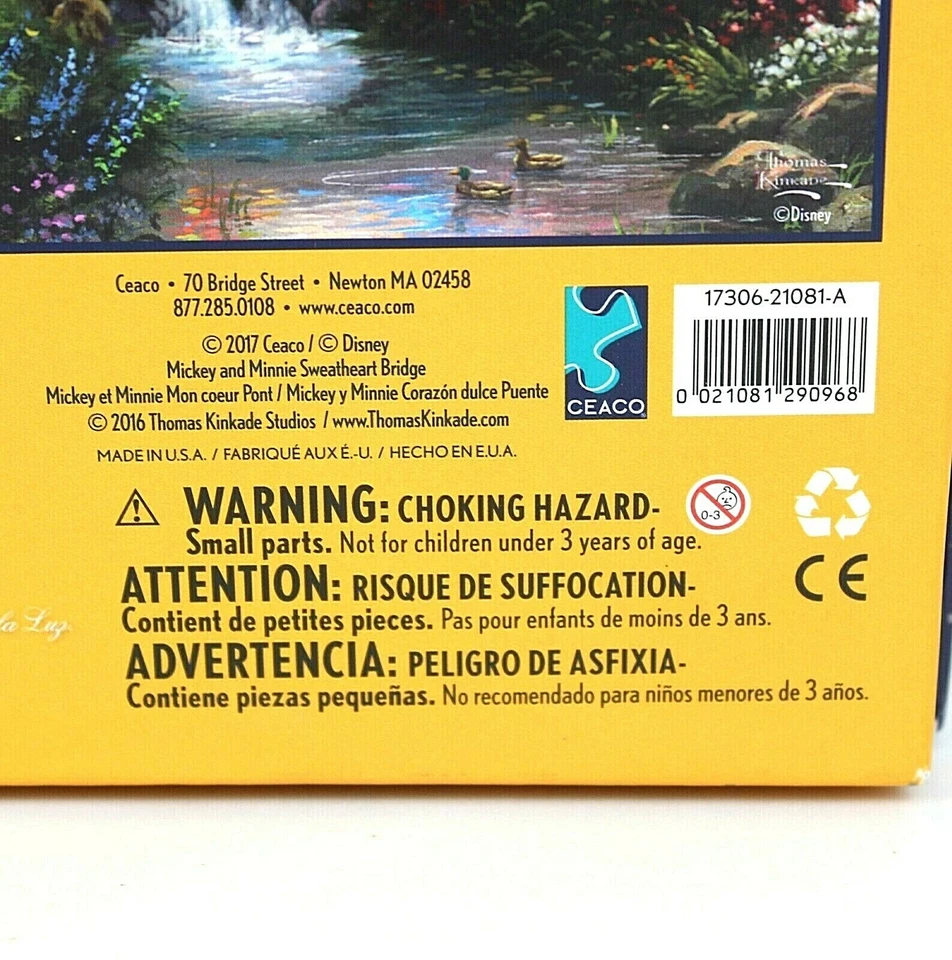 Thomas
Kinkade
©Disney
Ceaco • 70 Bridge Street • Newton MA 02458
877.285.0108 • www.ceaco.com
© 2017 Ceaco / © Disney
Mickey and Minnie Sweatheart Bridge
Mickey et Minnie Mon coeur Pont / Mickey y Minnie Corazón dulce Puente
© 2016 Thomas Kinkade Studios / www.ThomasKinkade.com
MADE IN U.S.A. / FABRIQUÉ AUX É.-U. / HECHO EN E.U.A.
CEACO®
17306-21081-A
0 021081 290968
WARNING: CHOKING HAZARD-
Small parts. Not for children under 3 years of age.
0-3
ATTENTION: RISQUE DE SUFFOCATION-
Contient de petites pieces. Pas pour enfants de moins de 3 ans.
CE
la Luz
ADVERTENCIA: PELIGRO DE ASFIXIA-
Contiene piezas pequeñas. No recomendado para niños menores de 3 años.